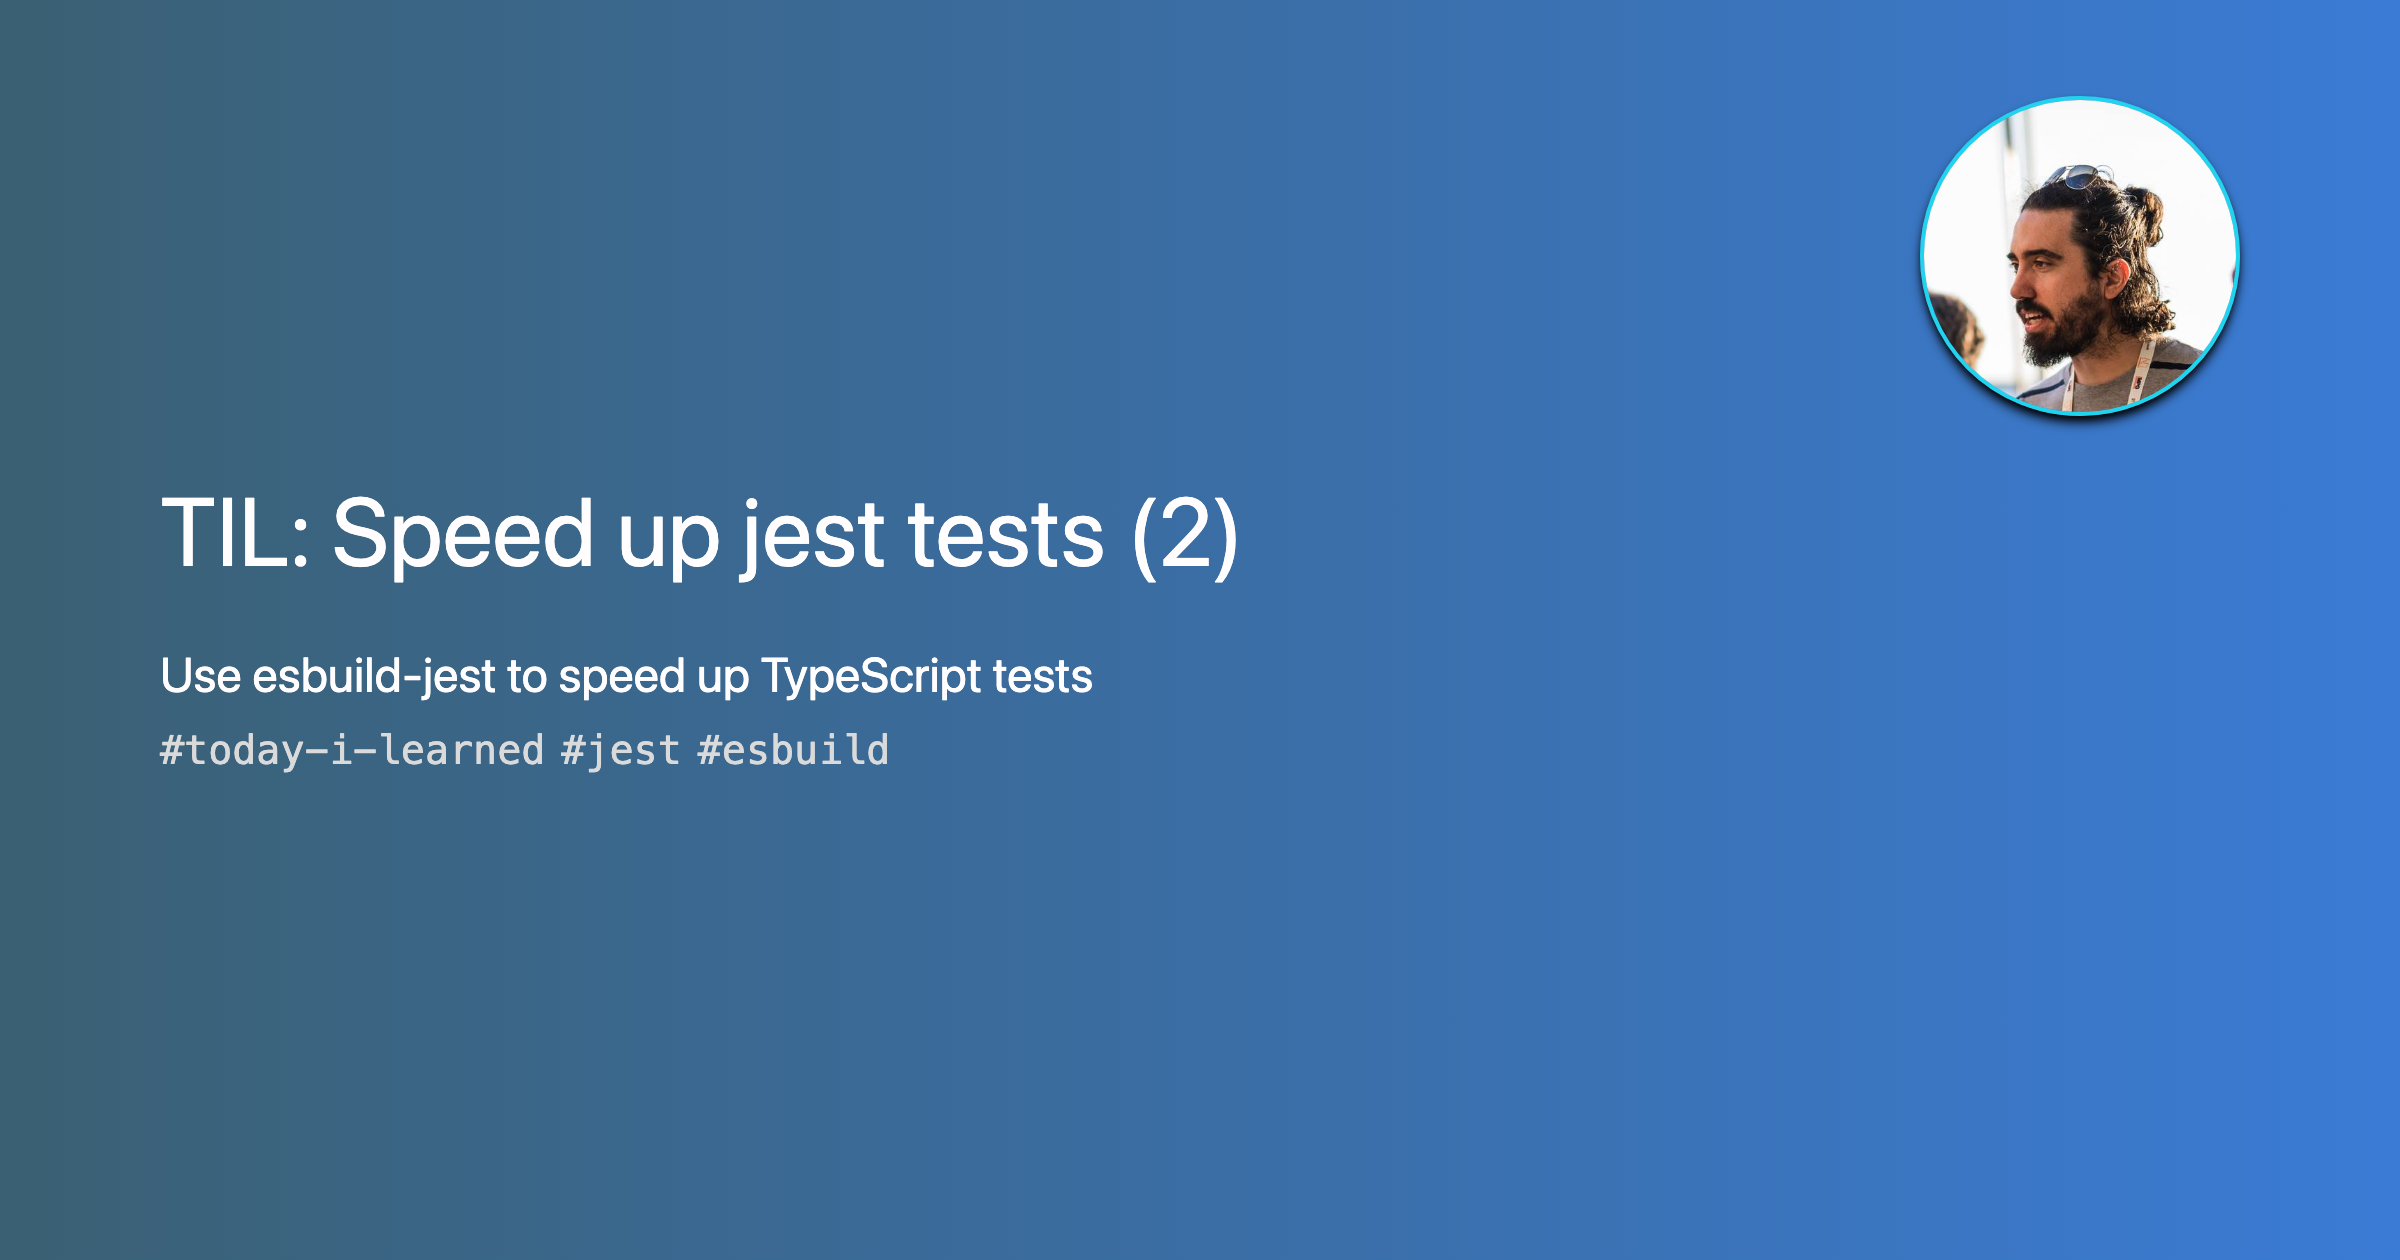 TIL: Speed up jest tests (2)
Use esbuild-jest to speed up TypeScript tests
#today-i-learned #jest #esbuild